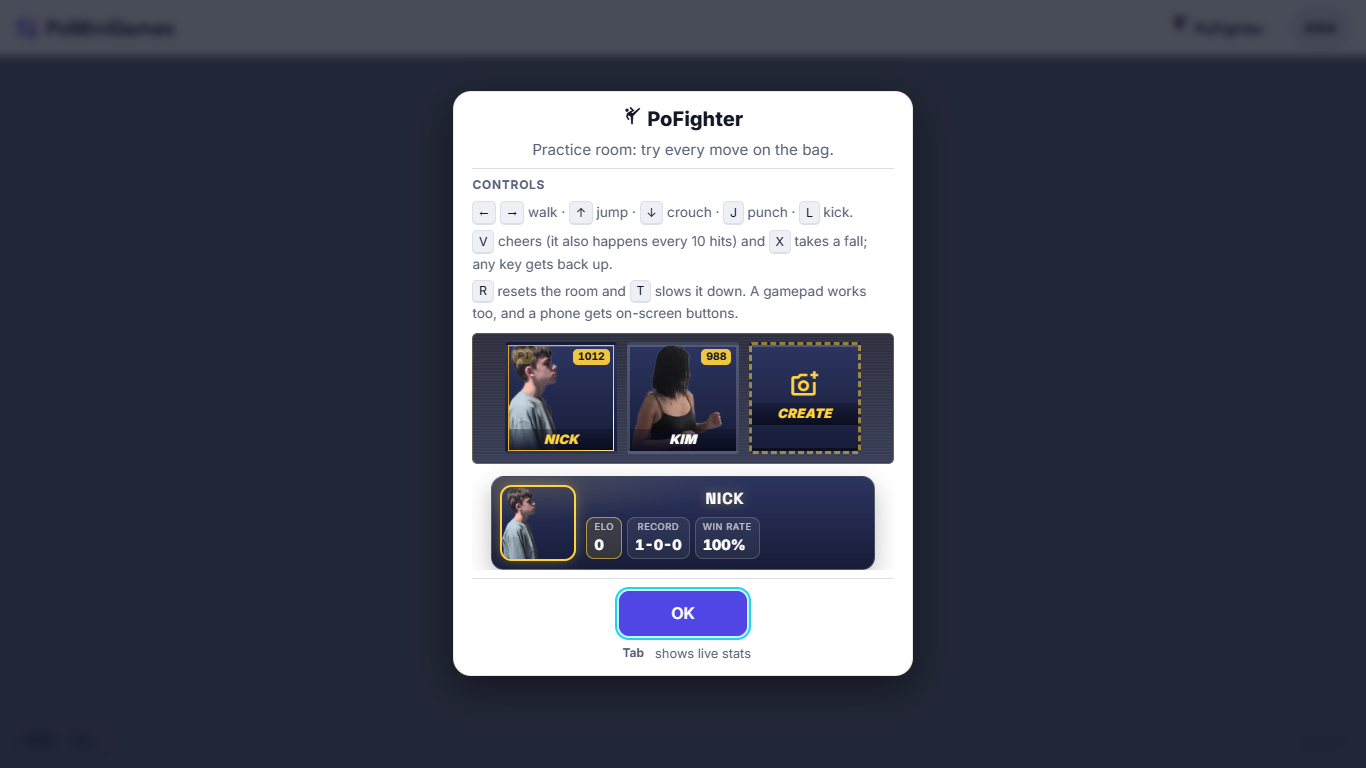 PoMiniGames
PoFighter
PoFighter
Practice room: try every move on the bag.
CONTROLS
← → walk · ↑ jump · ↓ crouch · J punch · L kick.
V cheers (it also happens every 10 hits) and X takes a fall;
any key gets back up.
R resets the room and T slows it down. A gamepad works
too, and a phone gets on-screen buttons.
P1 1012 988
NICK KIM CREATE
NICK
ELO RECORD WIN RATE
0 1-0-0 100%
OK
Tab shows live stats